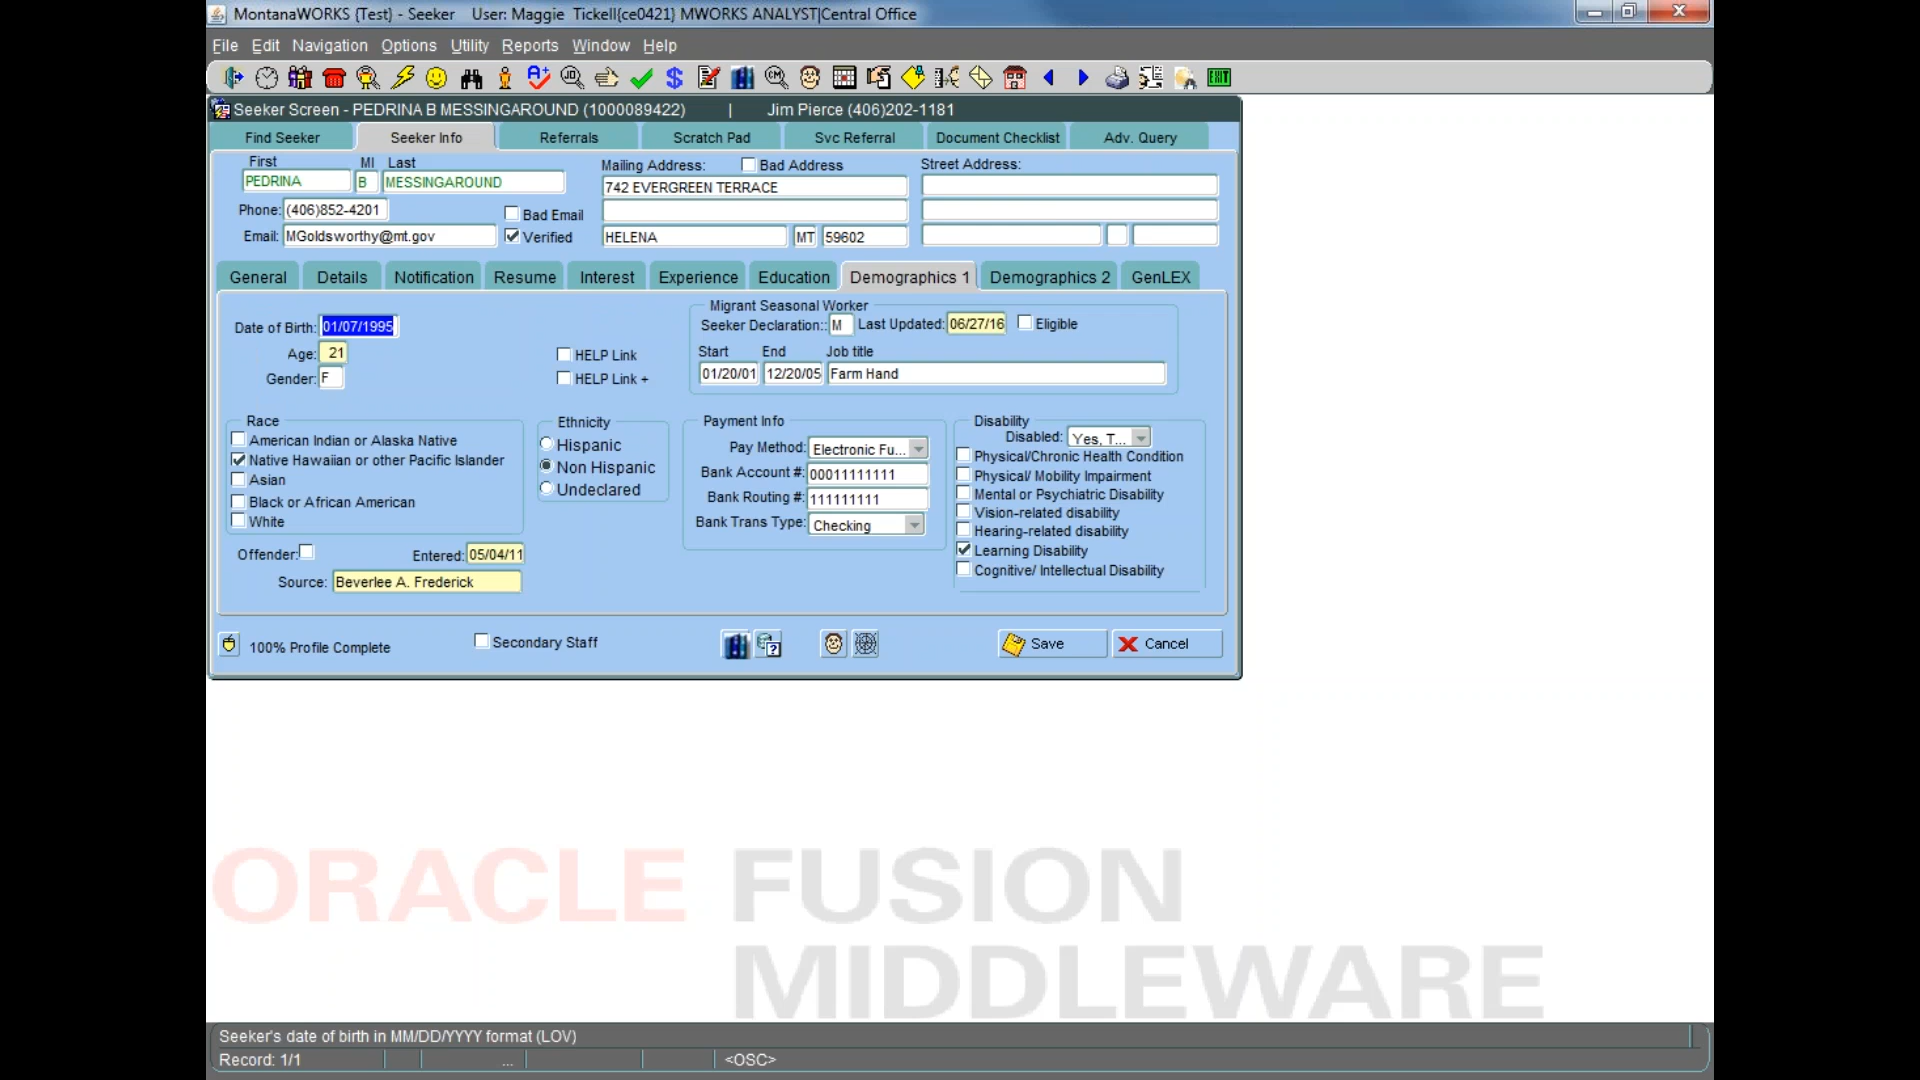 MontanaWORKS {Test} - Seeker User: Maggie Tickell{ce0421} MWORKS ANALYST|Central Office
File Edit Navigation Options Utility Reports Window Help
Seeker Screen - PEDRINA B MESSINGAROUND (1000089422) | Jim Pierce (406)202-1181
Find Seeker Seeker Info Referrals Scratch Pad Svc Referral Document Checklist Adv. Query
First MI Last Mailing Address: Bad Address Street Address:
PEDRINA B MESSINGAROUND 742 EVERGREEN TERRACE
Phone: (406)852-4201 Bad Email
Email: MGoldsworthy@mt.gov Verified HELENA MT 59602
General Details Notification Resume Interest Experience Education Demographics 1 Demographics 2 GenLEX
Migrant Seasonal Worker
Date of Birth: 01/07/1995 Seeker Declaration:: M Last Updated: 06/27/16 Eligible
Age: 21 HELP Link Start End Job title
Gender: F HELP Link + 01/20/01 12/20/05 Farm Hand
Race Ethnicity Payment Info Disability
American Indian or Alaska Native Hispanic Pay Method: Electronic Fu... Disabled: Yes, T...
Native Hawaiian or other Pacific Islander Non Hispanic Bank Account #: 00011111111 Physical/Chronic Health Condition
Asian Undeclared Bank Routing #: 111111111 Physical/ Mobility Impairment
Black or African American Bank Trans Type: Checking Mental or Psychiatric Disability
White Vision-related disability
Hearing-related disability
Offender: Entered: 05/04/11 Learning Disability
Source: Beverlee A. Frederick Cognitive/ Intellectual Disability
100% Profile Complete Secondary Staff Save Cancel
ORACLE FUSION
MIDDLEWARE
Seeker's date of birth in MM/DD/YYYY format (LOV)
Record: 1/1 ... <OSC>